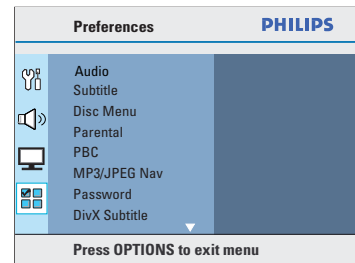 Preferences
PHILIPS
Audio
Subtitle
Disc Menu
Parental
PBC
MP3/JPEG Nav
Password
DivX Subtitle
Press OPTIONS to exit menu